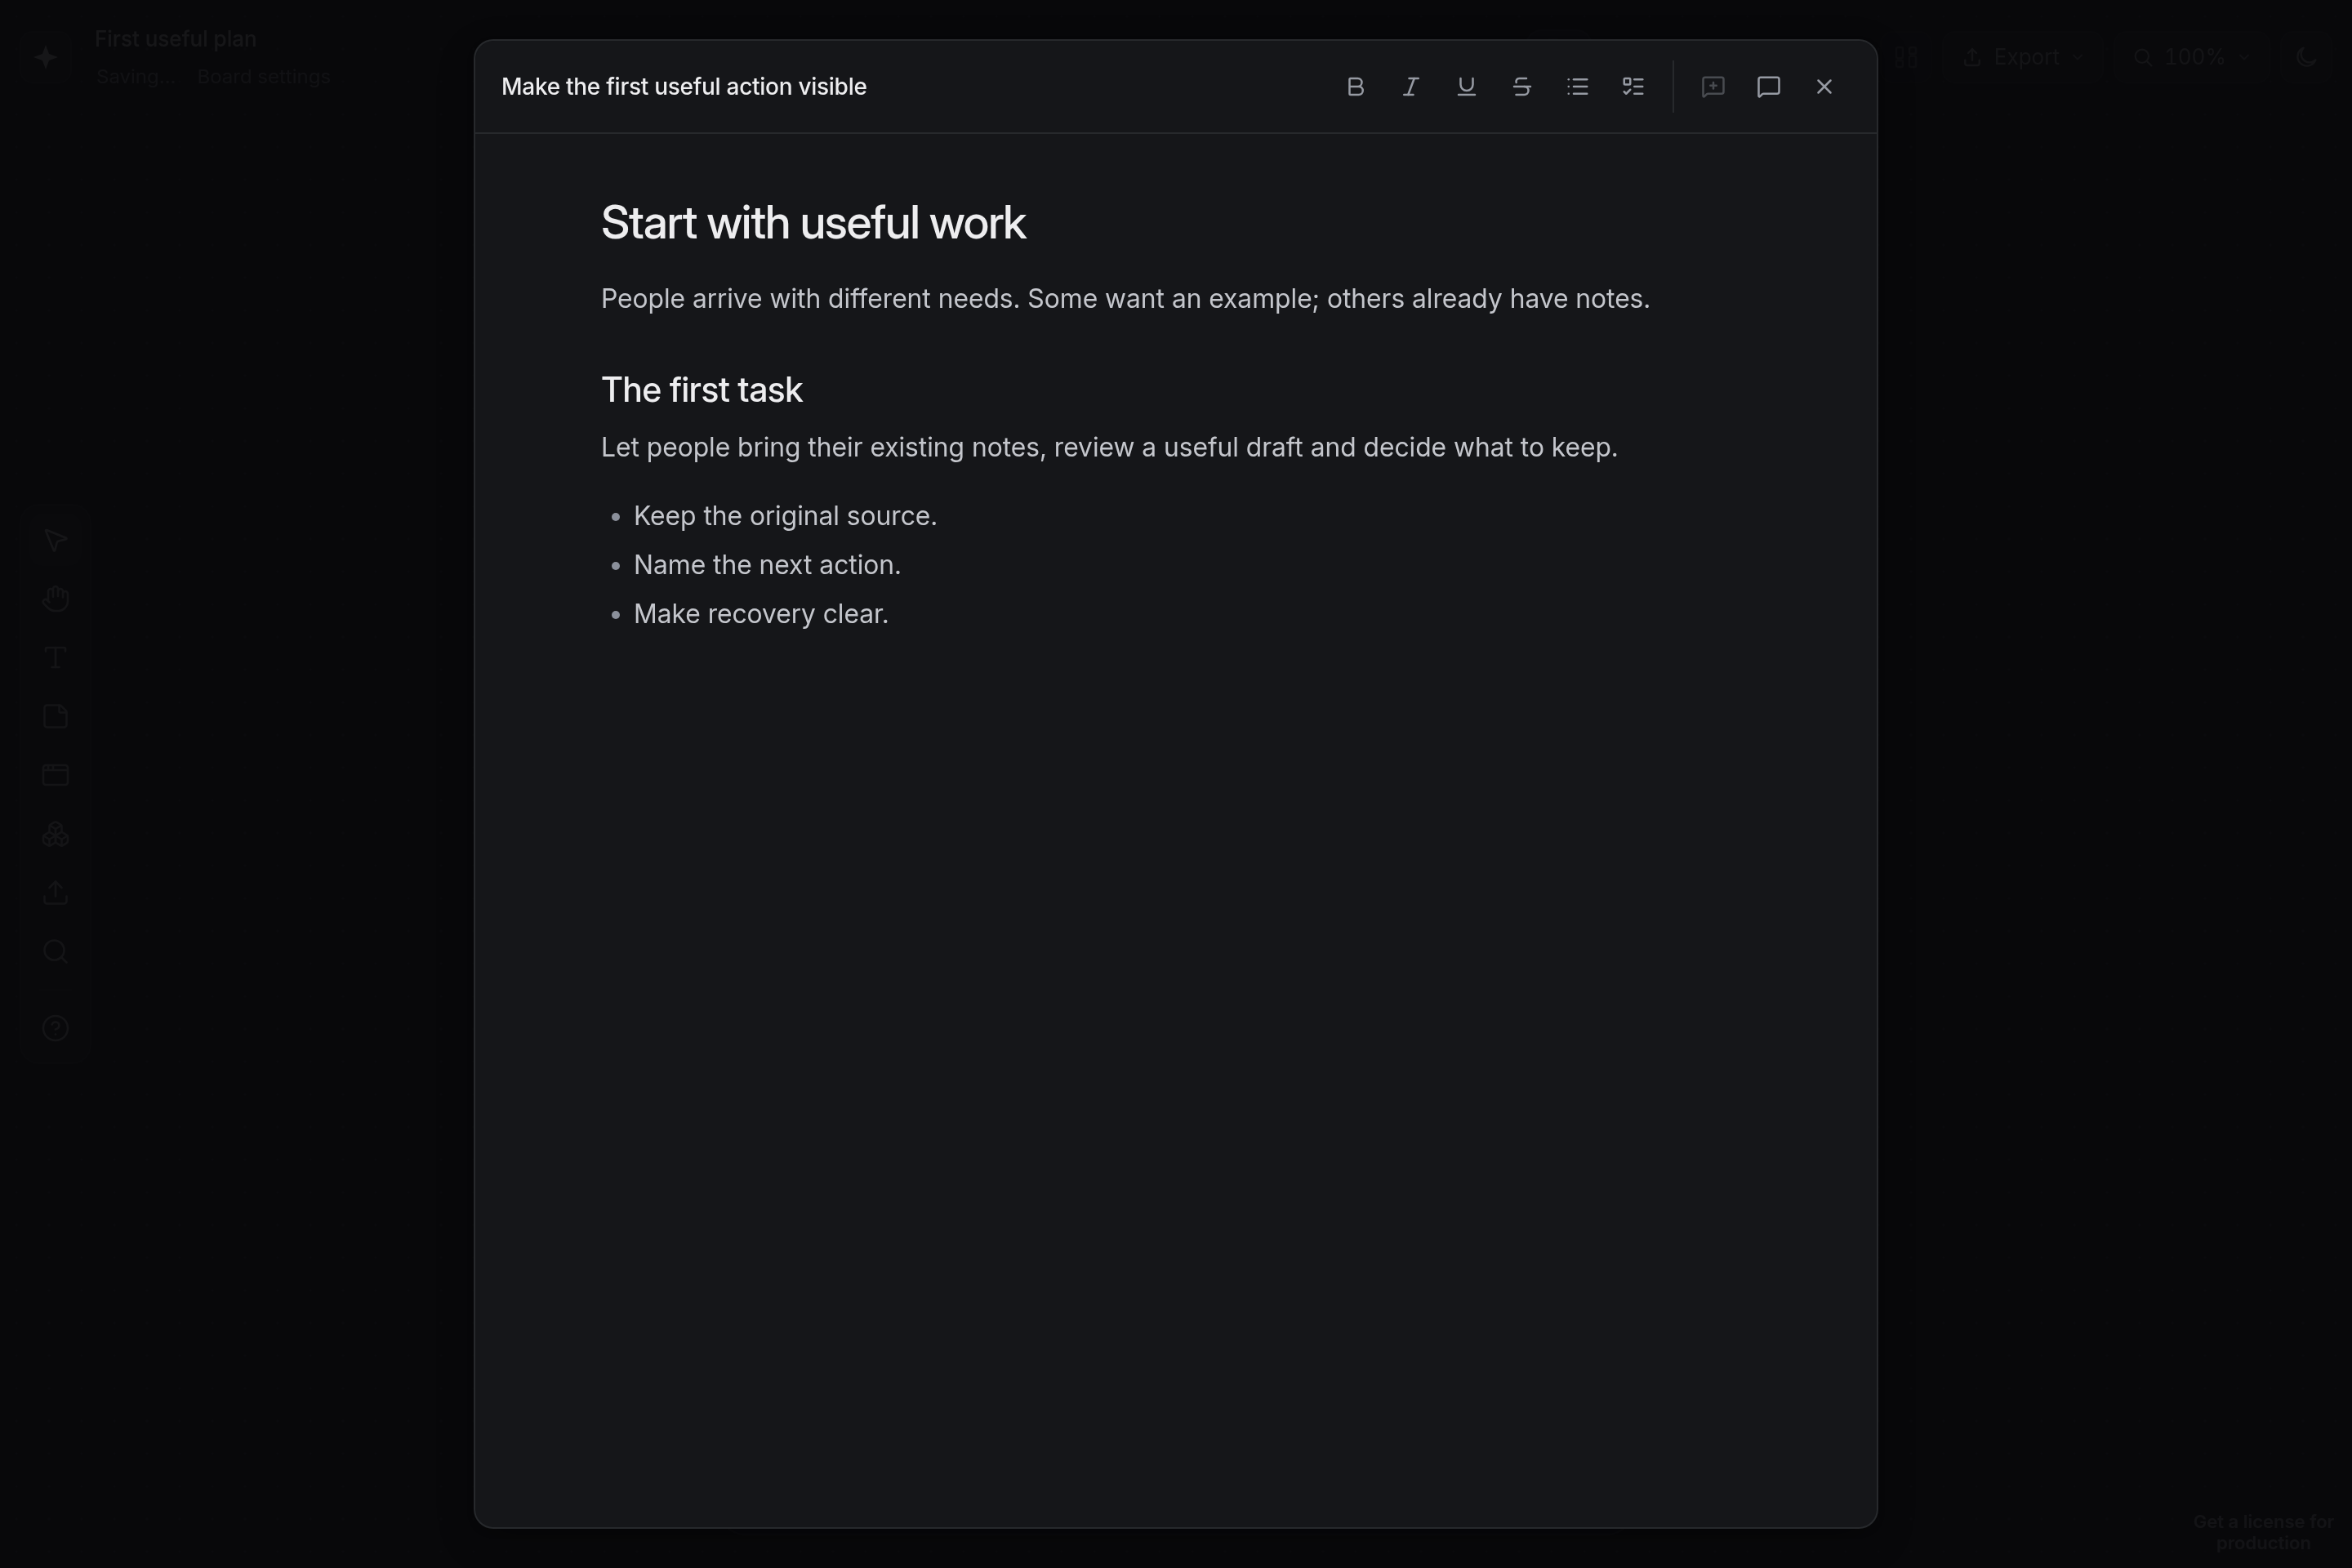 First useful plan
Saving... Board settings
Export 100%
Make the first useful action visible
Start with useful work
People arrive with different needs. Some want an example; others already have notes.
The first task
Let people bring their existing notes, review a useful draft and decide what to keep.
Keep the original source.
Name the next action.
Make recovery clear.
Get a license for
production